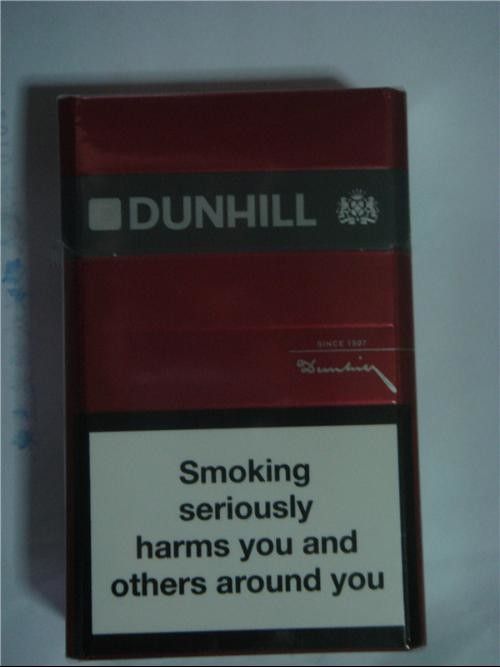 DUNHILL
SINCE 1907
Dunhill
Smoking
seriously
harms you and
others around you